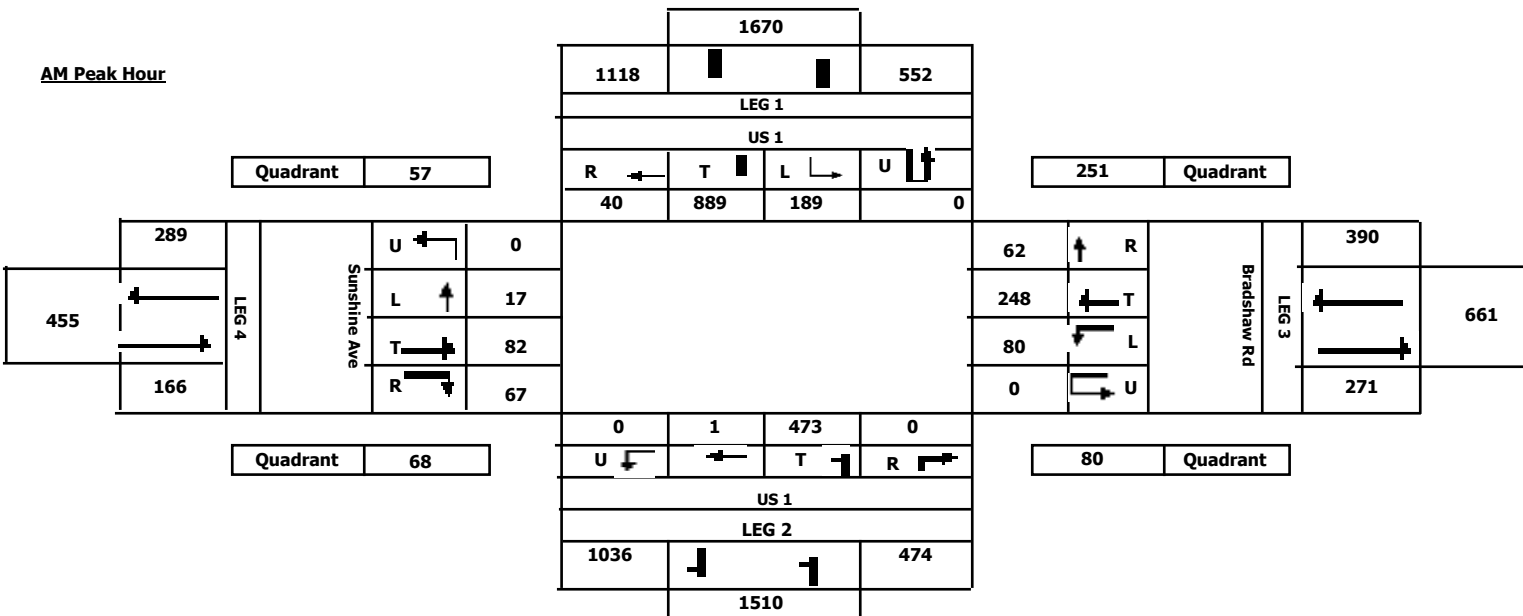 1670
AM Peak Hour
1118 552
LEG 1
US 1
Quadrant 57
R T L U
251 Quadrant
40 889 189 0
289
U 0
62 R
390
Sunshine Ave
Bradshaw Rd
LEG 4
L 17
248 T
LEG 3
455
661
T 82
80 L
166
R 67
0 U
271
0 1 473 0
Quadrant 68
U T R
80 Quadrant
US 1
LEG 2
1036 474
1510